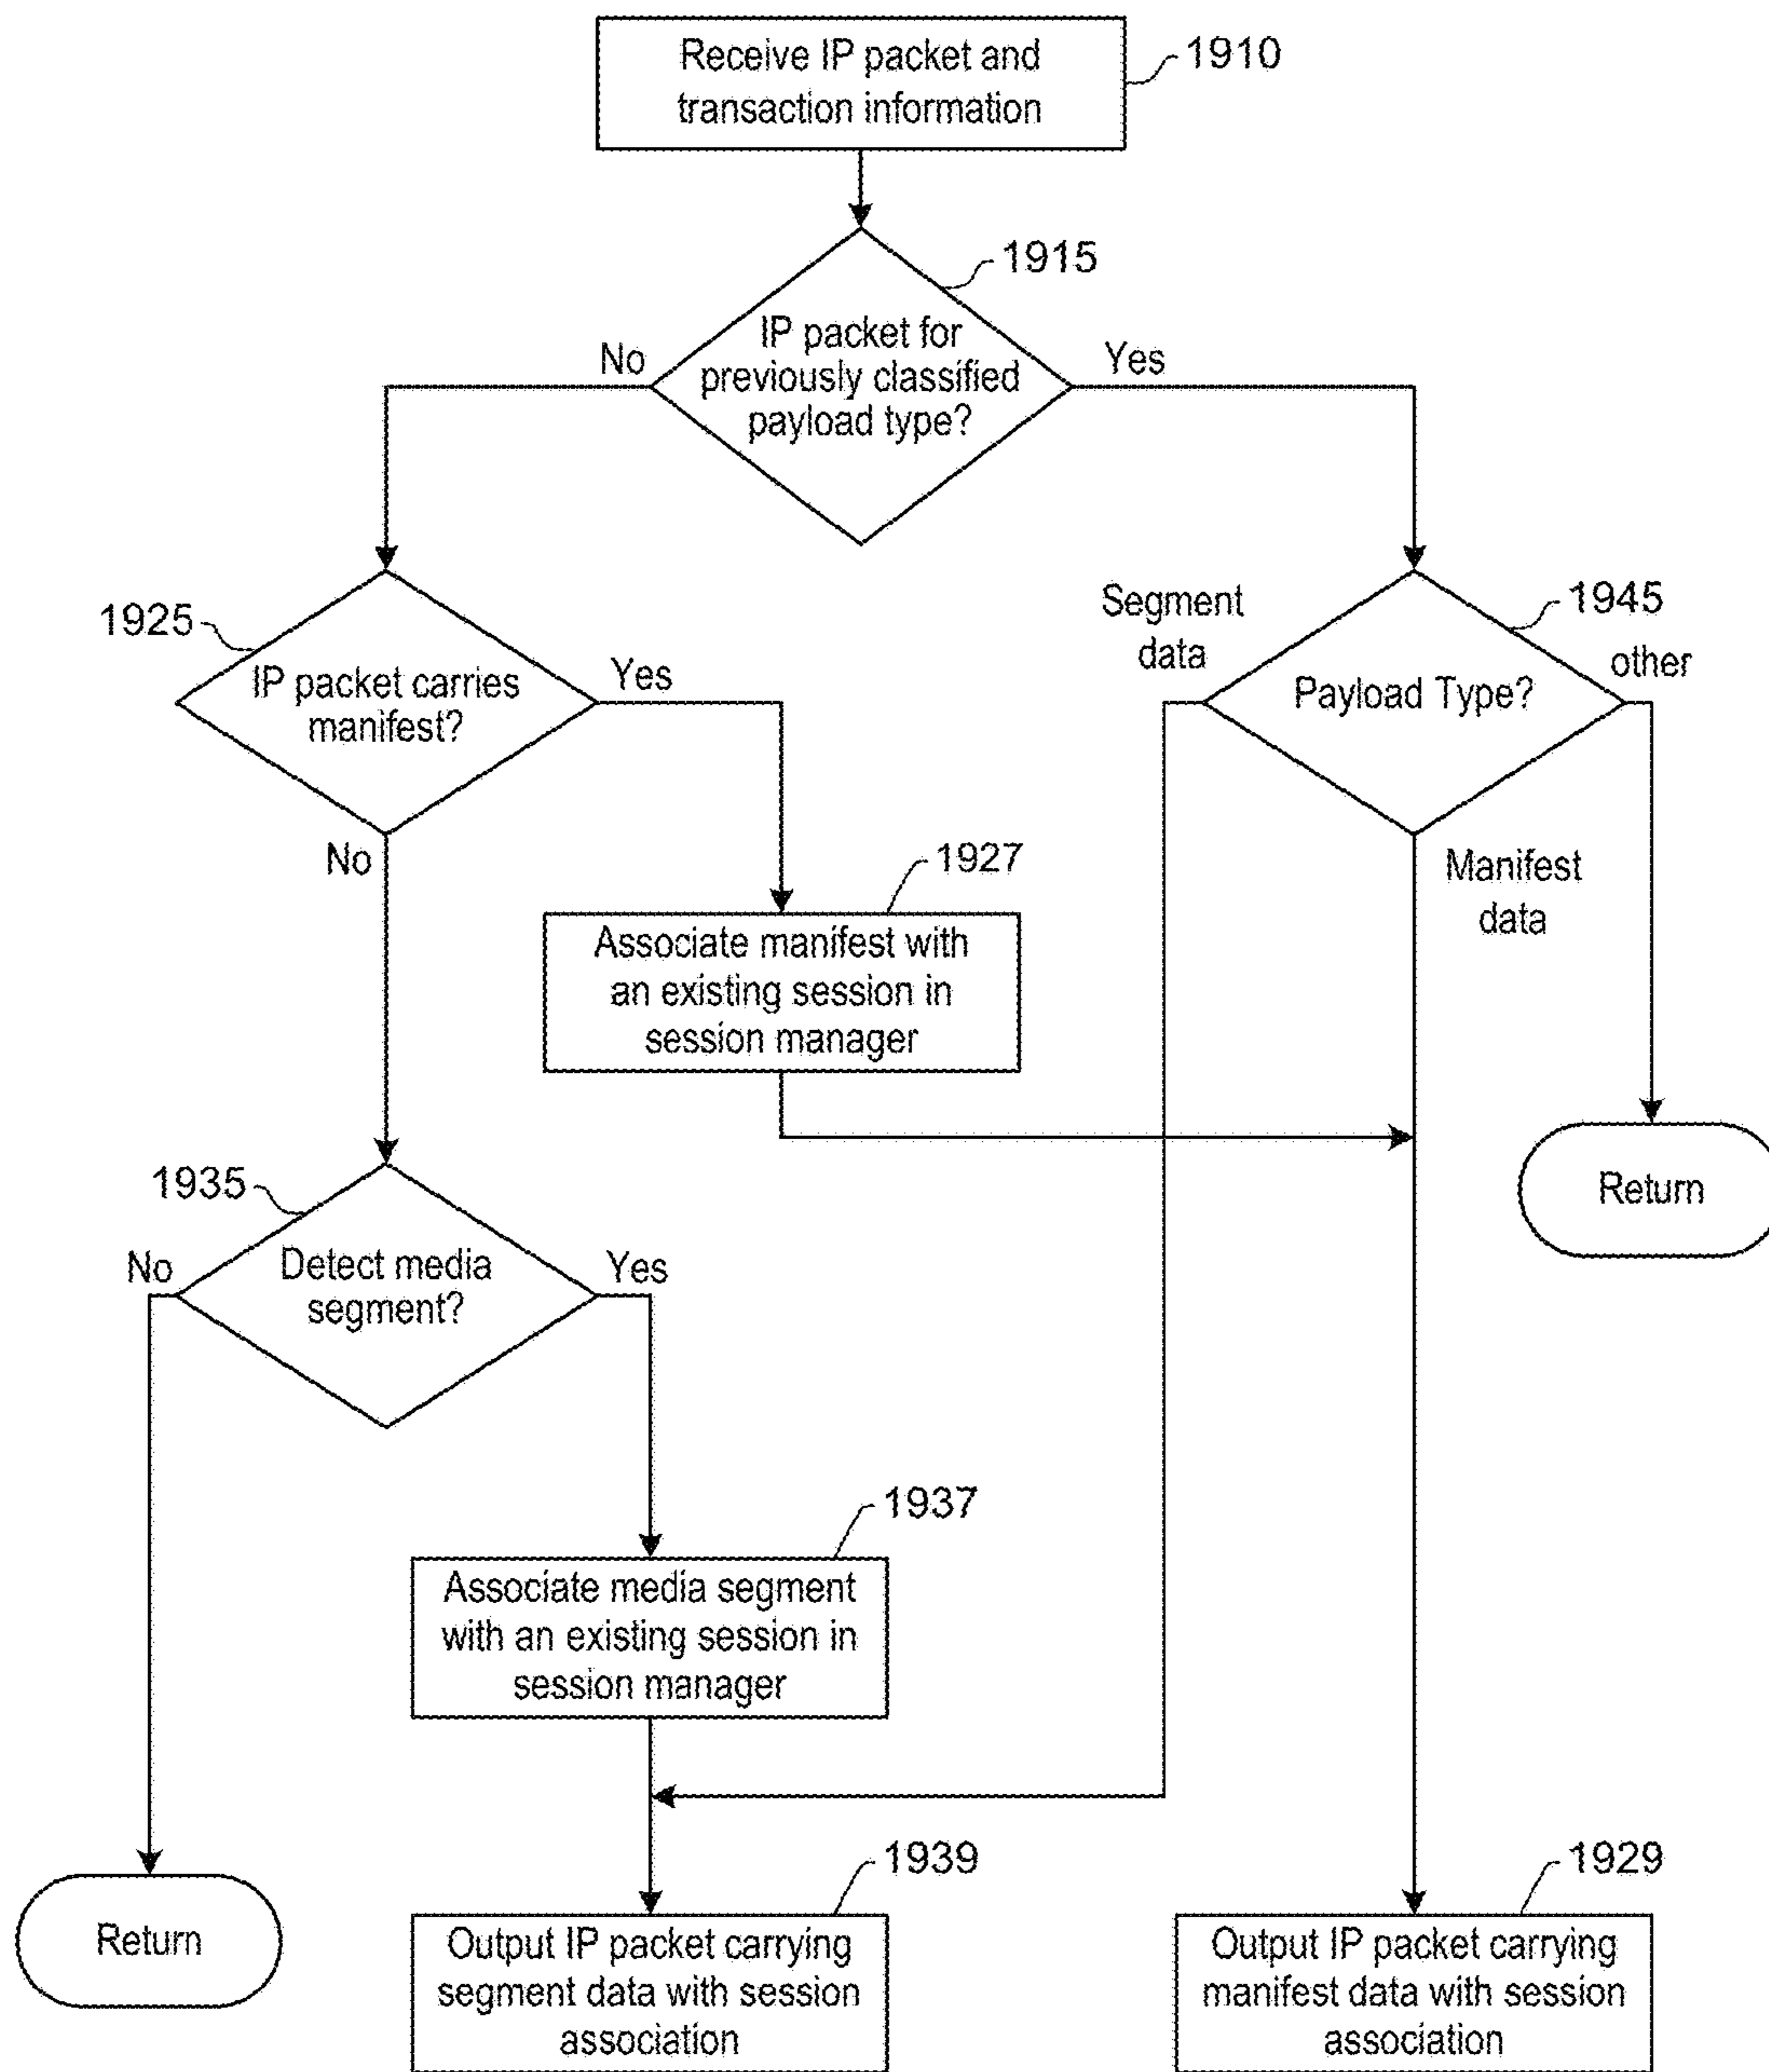 Receive IP packet and
transaction information
1910
1915
IP packet for
previously classified
payload type?
No
Yes
1925
IP packet carries
manifest?
Yes
No
Segment
data
1945
Payload Type?
other
Manifest
data
1927
Associate manifest with
an existing session in
session manager
Return
1935
Detect media
segment?
No
Yes
1937
Associate media segment
with an existing session in
session manager
Return
1939
Output IP packet carrying
segment data with session
association
1929
Output IP packet carrying
manifest data with session
association